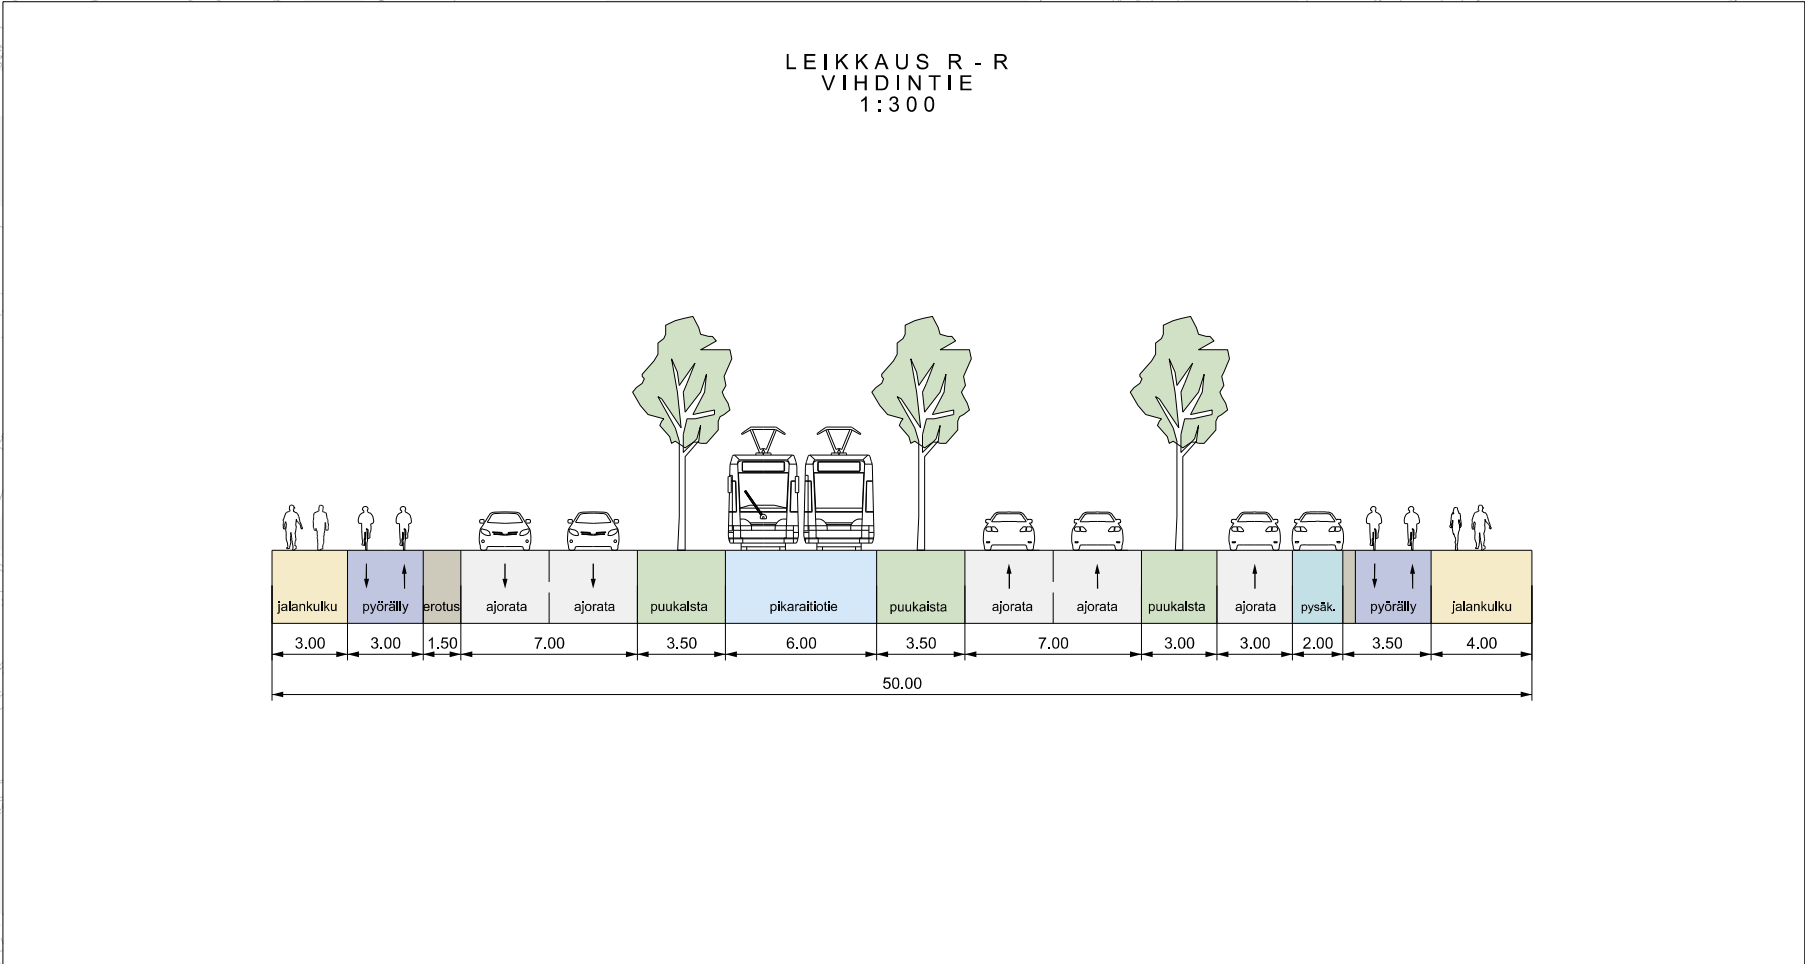 LEIKKAUS R - R
VIHDINTIE
1:300
jalankulku pyörälly erotus ajorata ajorata puukaista pikaraitiotie puukaista ajorata ajorata puukaista ajorata pysäk. pyörälly jalankulku
3.00 3.00 1.50 7.00 3.50 6.00 3.50 7.00 3.00 3.00 2.00 3.50 4.00
50.00